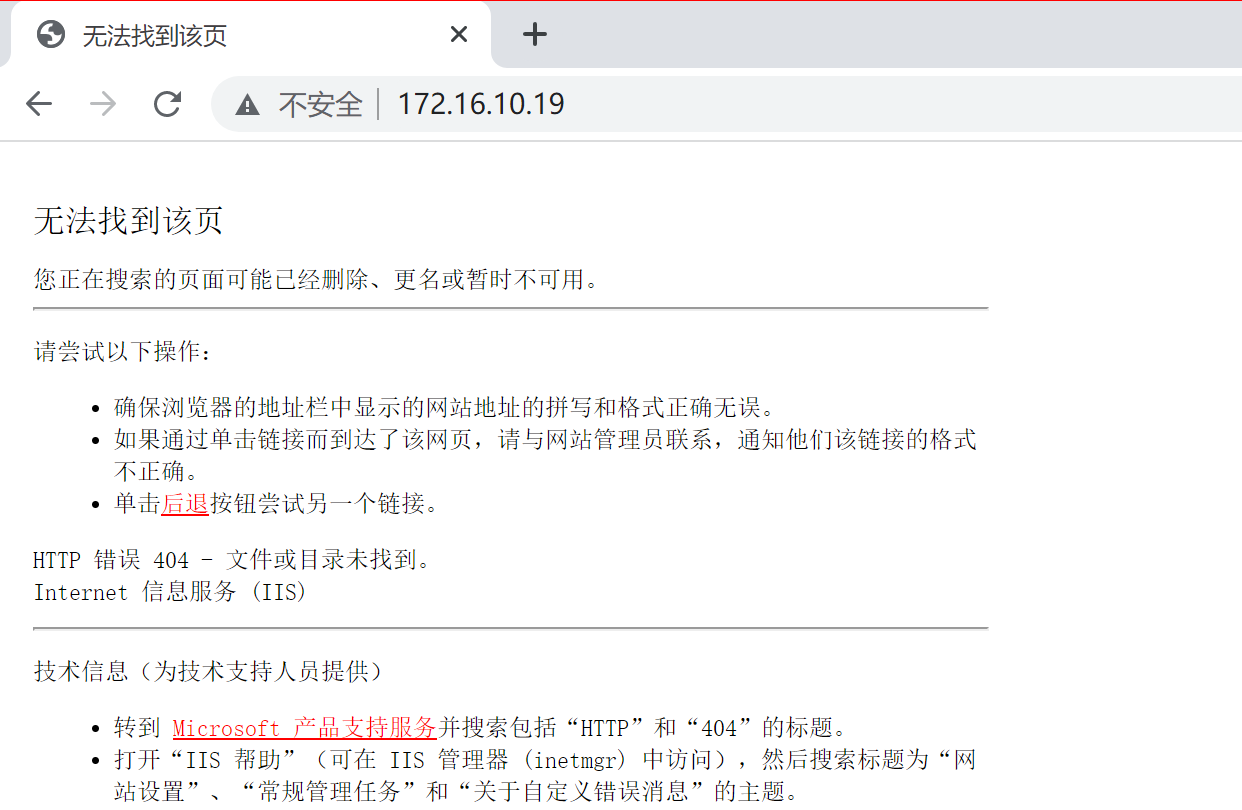 无法找到该页
不安全 172.16.10.19
无法找到该页
您正在搜索的页面可能已经删除、更名或暂时不可用。
请尝试以下操作：
确保浏览器的地址栏中显示的网站地址的拼写和格式正确无误。
如果通过单击链接而到达了该网页，请与网站管理员联系，通知他们该链接的格式
不正确。
单击后退按钮尝试另一个链接。
HTTP 错误 404 - 文件或目录未找到。
Internet 信息服务 (IIS)
技术信息（为技术支持人员提供）
转到 Microsoft 产品支持服务并搜索包括“HTTP”和“404”的标题。
打开“IIS 帮助”（可在 IIS 管理器 (inetmgr) 中访问），然后搜索标题为“网
站设置”、“常规管理任务”和“关于自定义错误消息”的主题。